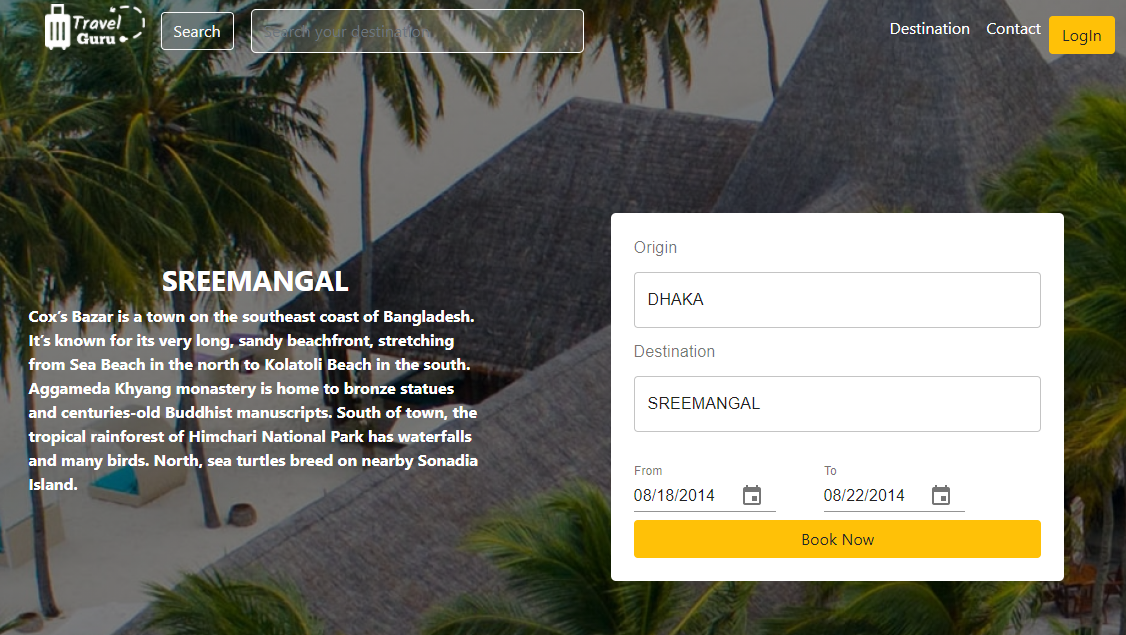 Travel
Guru
Search
Search your destination
Destination
Contact
LogIn
SREEMANGAL
Cox's Bazar is a town on the southeast coast of Bangladesh.
It's known for its very long, sandy beachfront, stretching
from Sea Beach in the north to Kolatoli Beach in the south.
Aggameda Khyang monastery is home to bronze statues
and centuries-old Buddhist manuscripts. South of town, the
tropical rainforest of Himchari National Park has waterfalls
and many birds. North, sea turtles breed on nearby Sonadia
Island.
Origin
DHAKA
Destination
SREEMANGAL
From
To
08/18/2014
08/22/2014
Book Now